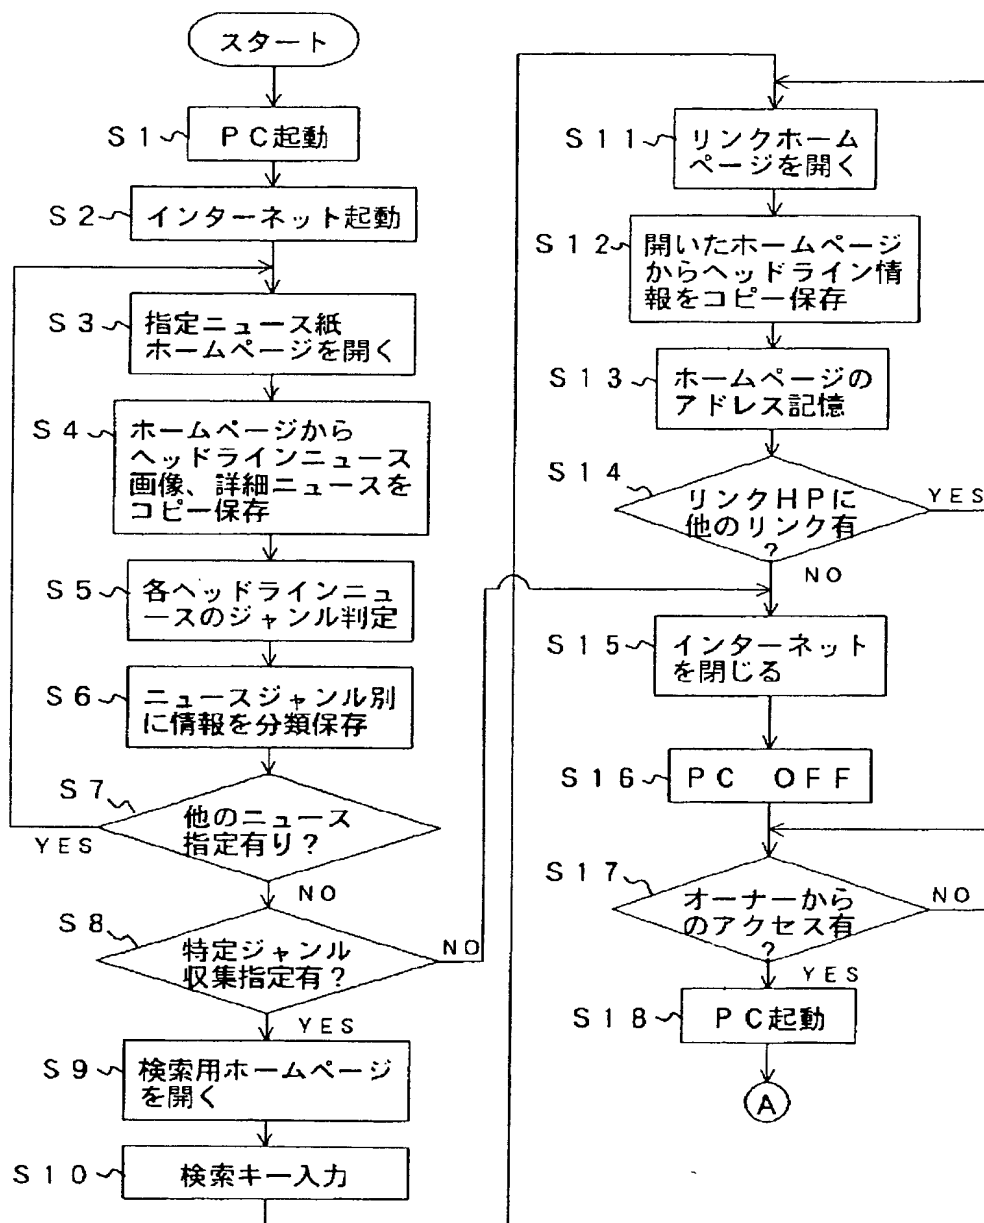 スタート
S1
PC起動
S2
インターネット起動
S3
指定ニュース紙
ホームページを開く
S4
ホームページから
ヘッドラインニュース
画像、詳細ニュースを
コピー保存
S5
各ヘッドラインニュ
ースのジャンル判定
S6
ニュースジャンル別
に情報を分類保存
S7
他のニュース
指定有り?
YES
NO
S8
特定ジャンル
収集指定有?
NO
YES
S9
検索用ホームページ
を開く
S10
検索キー入力
S11
リンクホーム
ページを開く
S12
開いたホームページ
からヘッドライン情
報をコピー保存
S13
ホームページの
アドレス記憶
S14
リンクHPに
他のリンク有
?
YES
NO
S15
インターネット
を閉じる
S16
PC OFF
S17
オーナーから
のアクセス有
?
NO
YES
S18
PC起動
A